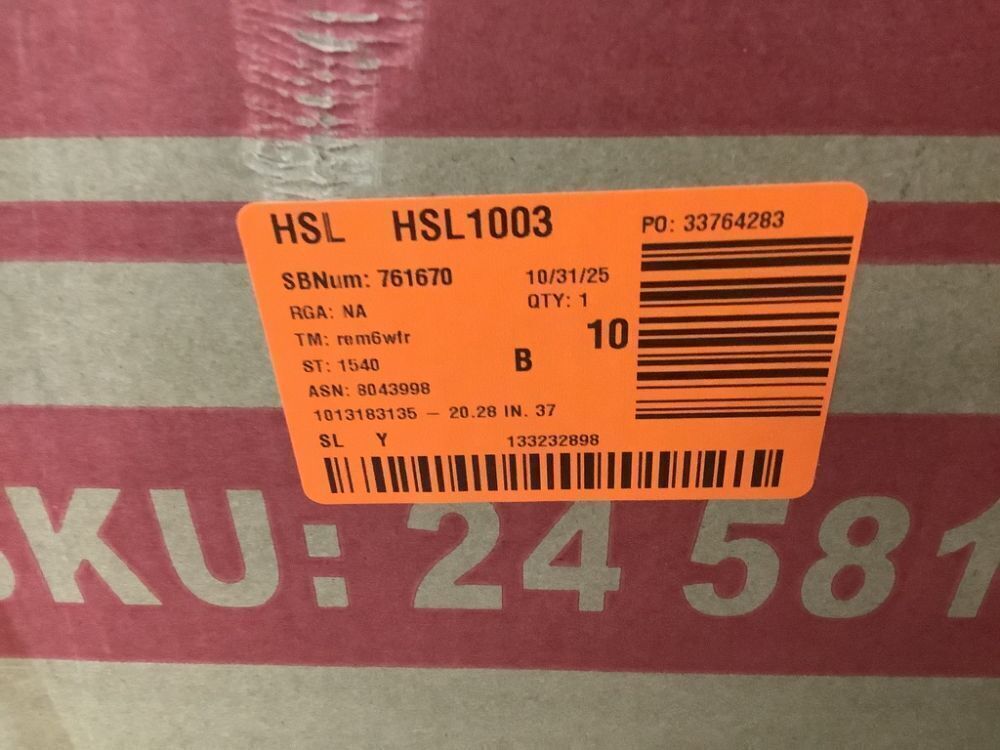 HSL HSL1003
PO: 33764283
SBNum: 761670
10/31/25
RGA: NA
QTY: 1
TM: rem6wfr
10
ST: 1540
B
ASN: 8043998
1013183135 – 20.28 IN. 37
SL Y
133232898
SKU: 24 581